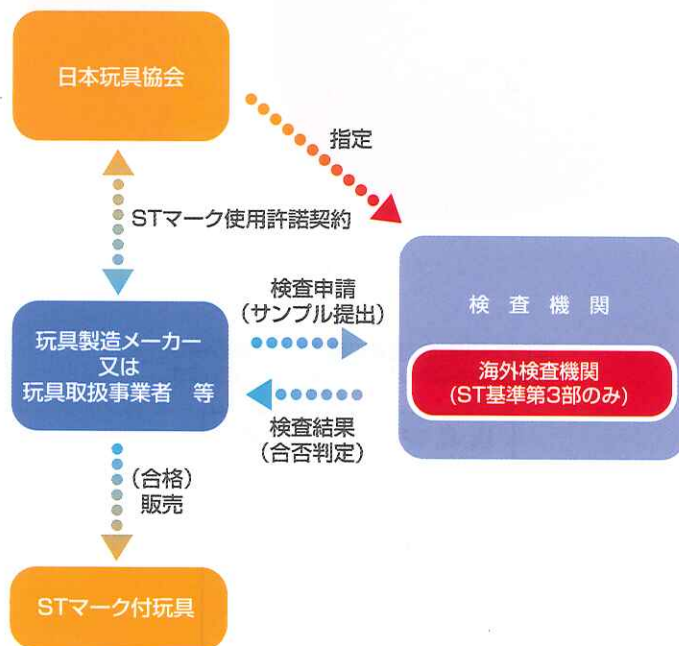 日本玩具協会
指定
STマーク使用許諾契約
検査申請
(サンプル提出)
検査機関
玩具製造メーカー
又は
玩具取扱事業者 等
海外検査機関
(ST基準第3部のみ)
検査結果
(合否判定)
(合格)
販売
STマーク付玩具